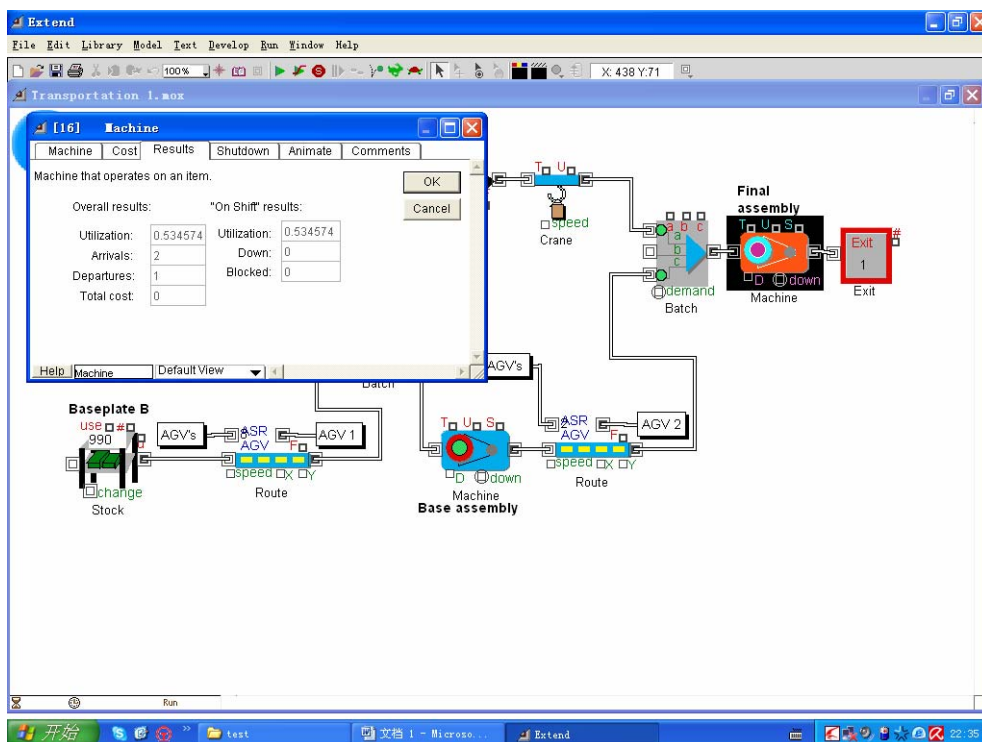 Extend
File Edit Library Model Text Develop Run Window Help
100%
X: 438 Y:71
Transportation 1.mox
[16] Machine
Machine Cost Results Shutdown Animate Comments
Machine that operates on an item.
OK
Cancel
Overall results: "On Shift" results:
Utilization: 0.534574 Utilization: 0.534574
Arrivals: 2 Down: 0
Departures: 1 Blocked: 0
Total cost: 0
Help Machine Default View
T U
speed
Crane
a b c
a
b
c
demand
Batch
Final
assembly
T U S
D down
Machine
#
Exit
1
Exit
Batch
AGV's
Baseplate B
use #
990
change
Stock
AGV's
ASR
AGV
F
AGV 1
speed X Y
Route
T U S
D down
Machine
Base assembly
ASR
AGV
F
AGV 2
speed X Y
Route
Run
开始
test
文档 1 - Microso...
Extend
22:35